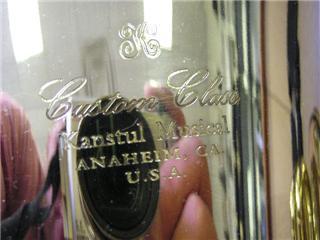 Custom Class
Kanstul Musical
ANAHEIM, CA.
U.S.A.